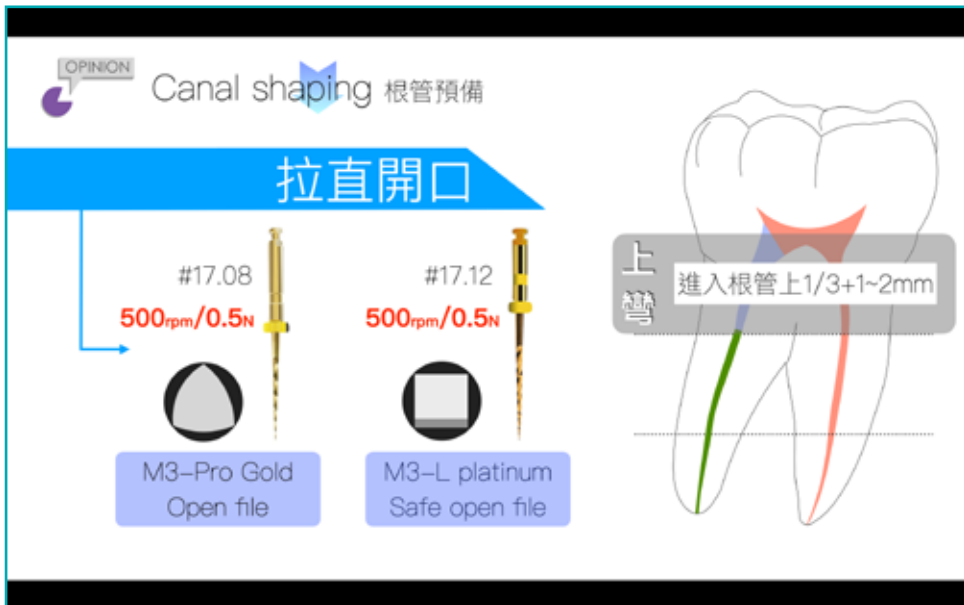 OPINION
Canal shaping 根管預備
拉直開口
#17.08
500rpm/0.5N
#17.12
500rpm/0.5N
M3-Pro Gold
Open file
M3-L platinum
Safe open file
上彎
進入根管上1/3+1~2mm